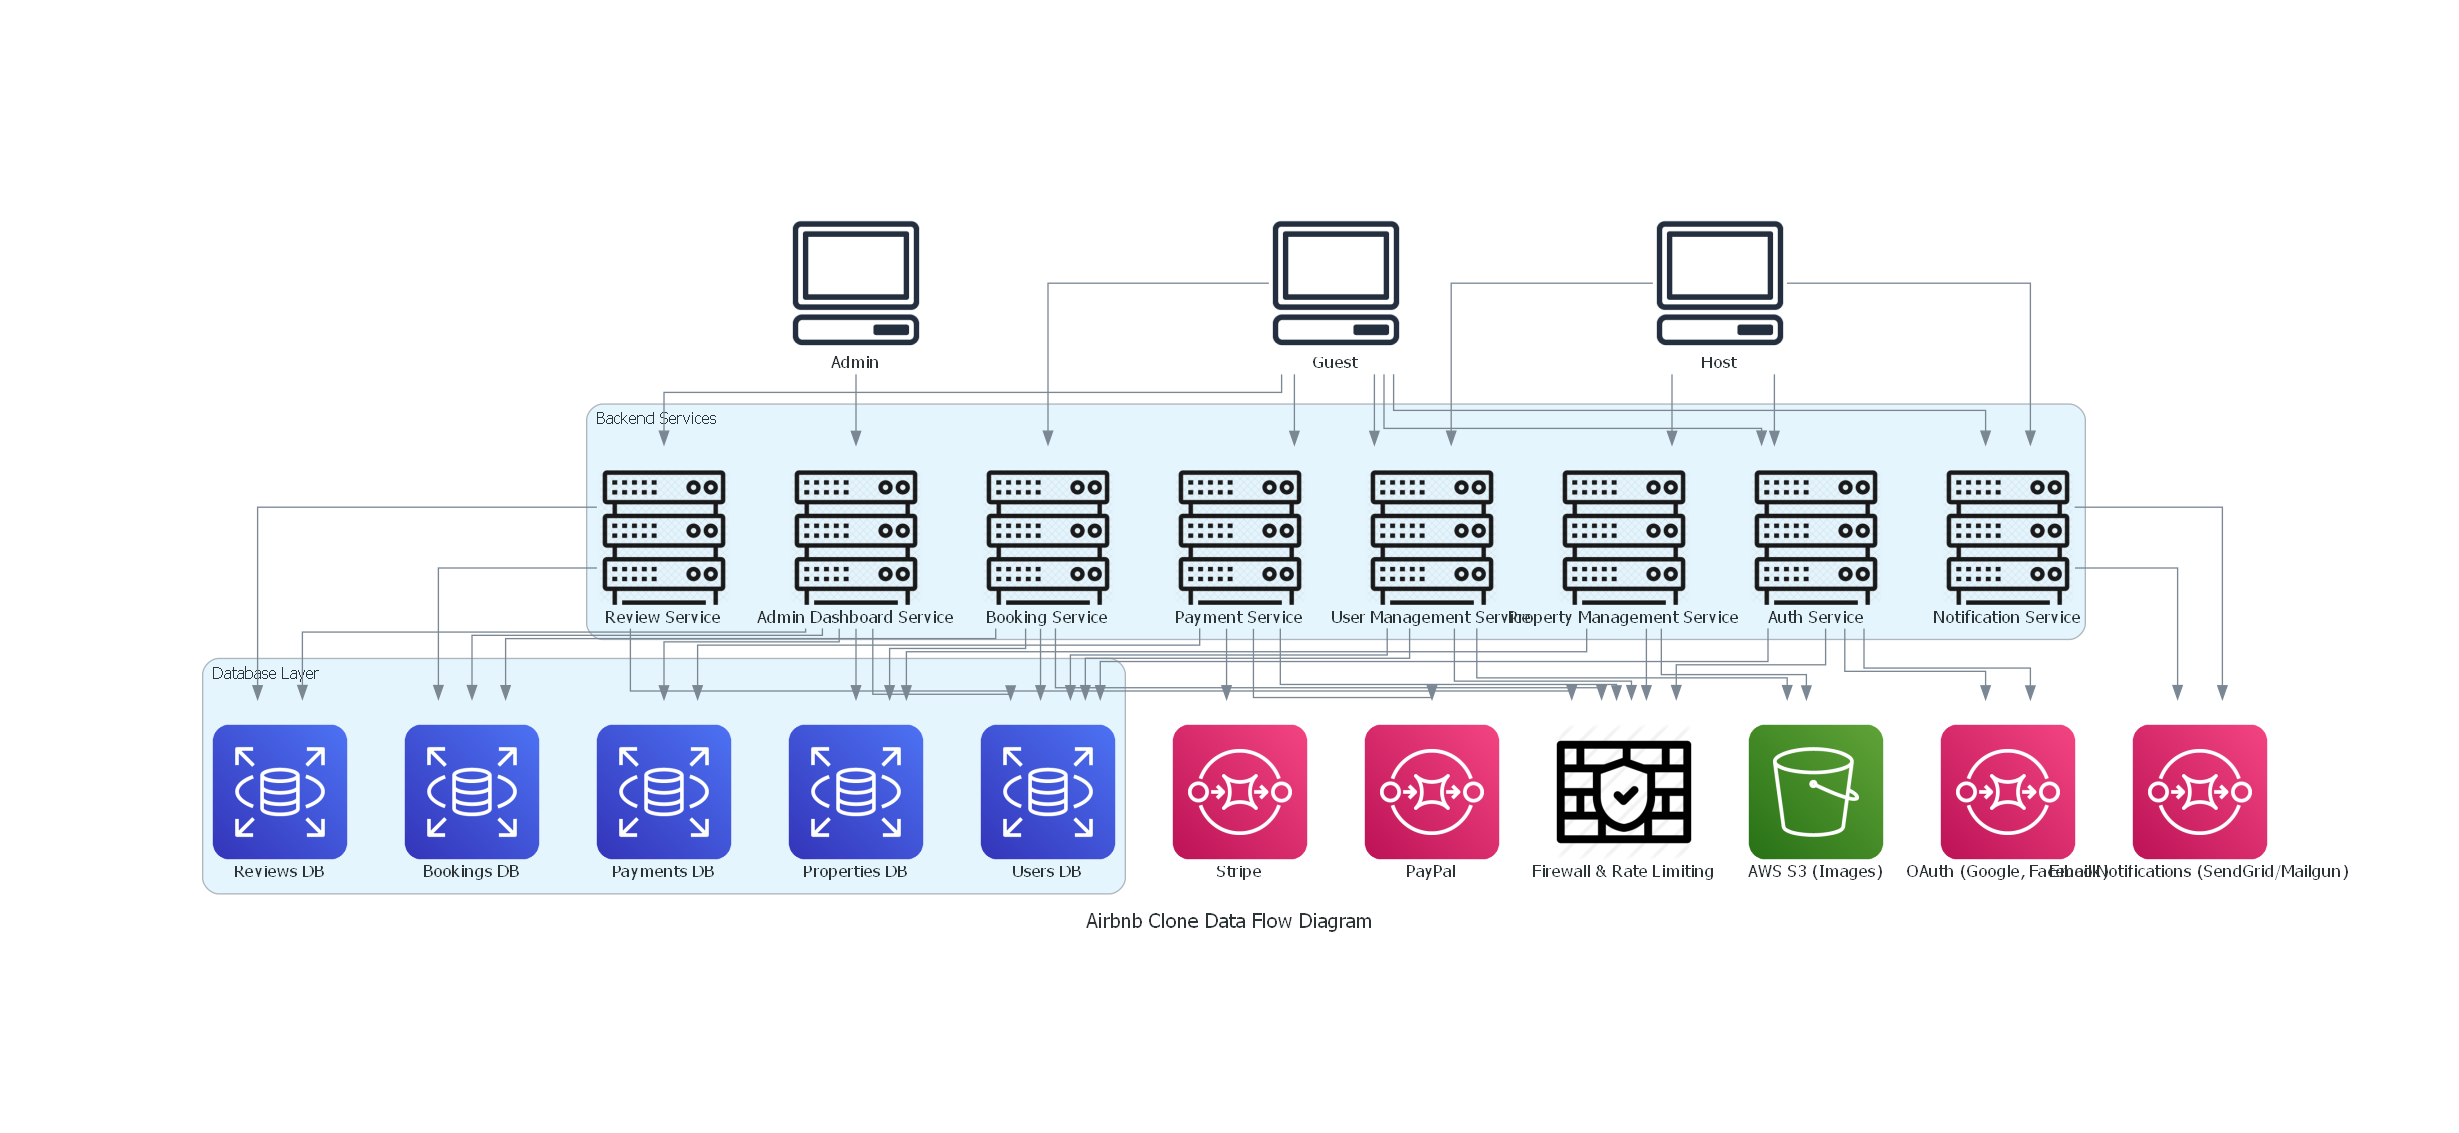 Admin
Guest
Host
Backend Services
Review Service
Admin Dashboard Service
Booking Service
Payment Service
User Management Service
Property Management Service
Auth Service
Notification Service
Database Layer
Reviews DB
Bookings DB
Payments DB
Properties DB
Users DB
Stripe
PayPal
Firewall & Rate Limiting
AWS S3 (Images)
OAuth (Google, Facebook)
Email Notifications (SendGrid/Mailgun)
Airbnb Clone Data Flow Diagram